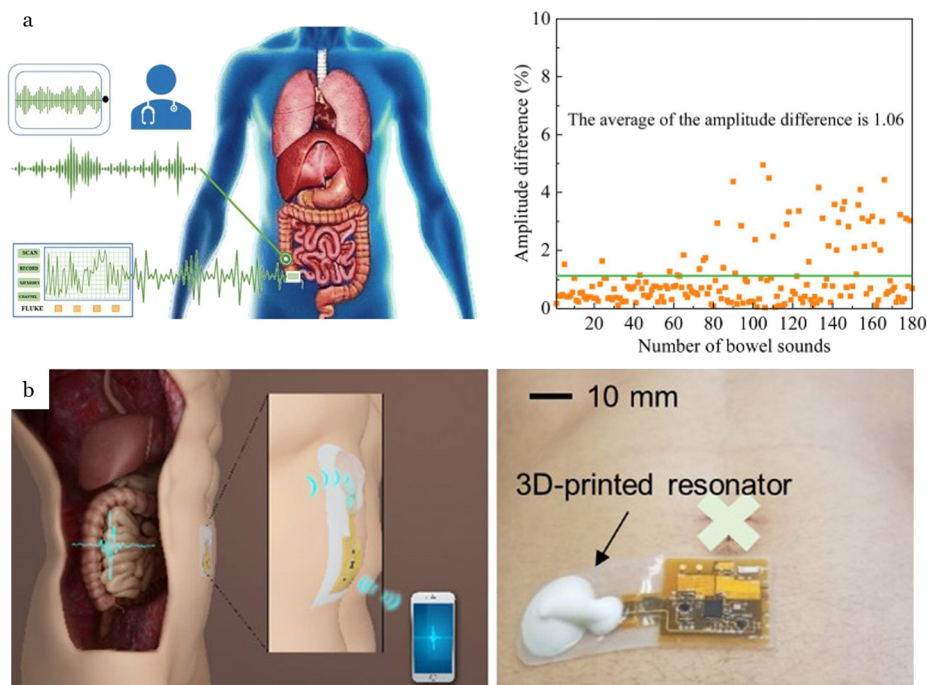 a
SCAN
RECORD
MEMORY
CHANNEL
FLUKE
Amplitude difference (%)
10
8
6
4
2
0
The average of the amplitude difference is 1.06
20 40 60 80 100 120 140 160 180
Number of bowel sounds
b
10 mm
3D-printed resonator